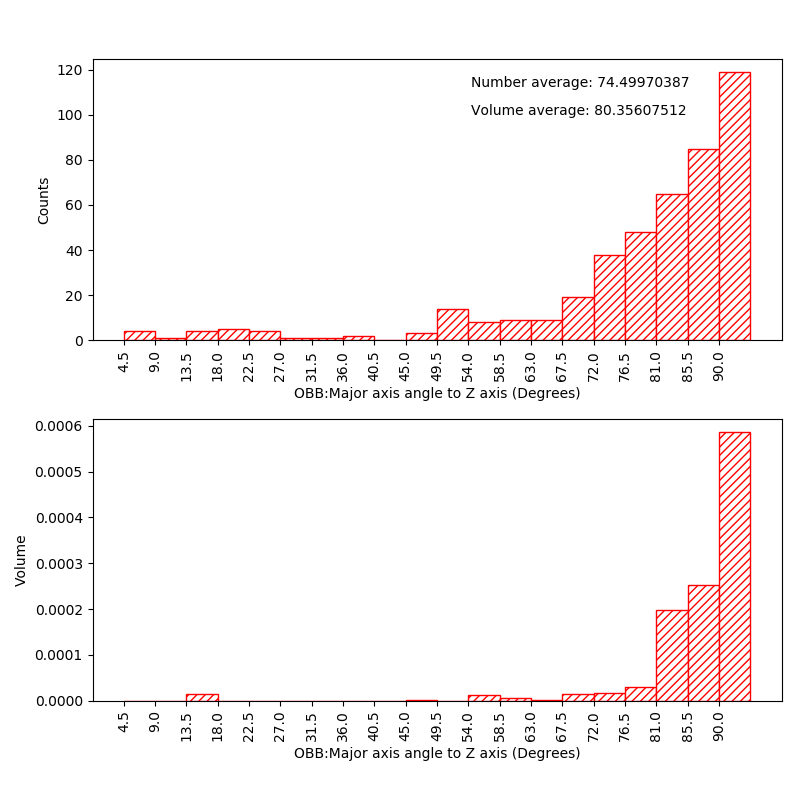 Number average: 74.49970387
Volume average: 80.35607512
120
100
80
60
40
20
0
Counts
4.5 9.0 13.5 18.0 22.5 27.0 31.5 36.0 40.5 45.0 49.5 54.0 58.5 63.0 67.5 72.0 76.5 81.0 85.5 90.0
OBB:Major axis angle to Z axis (Degrees)
0.0006
0.0005
0.0004
0.0003
0.0002
0.0001
0.0000
Volume
4.5 9.0 13.5 18.0 22.5 27.0 31.5 36.0 40.5 45.0 49.5 54.0 58.5 63.0 67.5 72.0 76.5 81.0 85.5 90.0
OBB:Major axis angle to Z axis (Degrees)